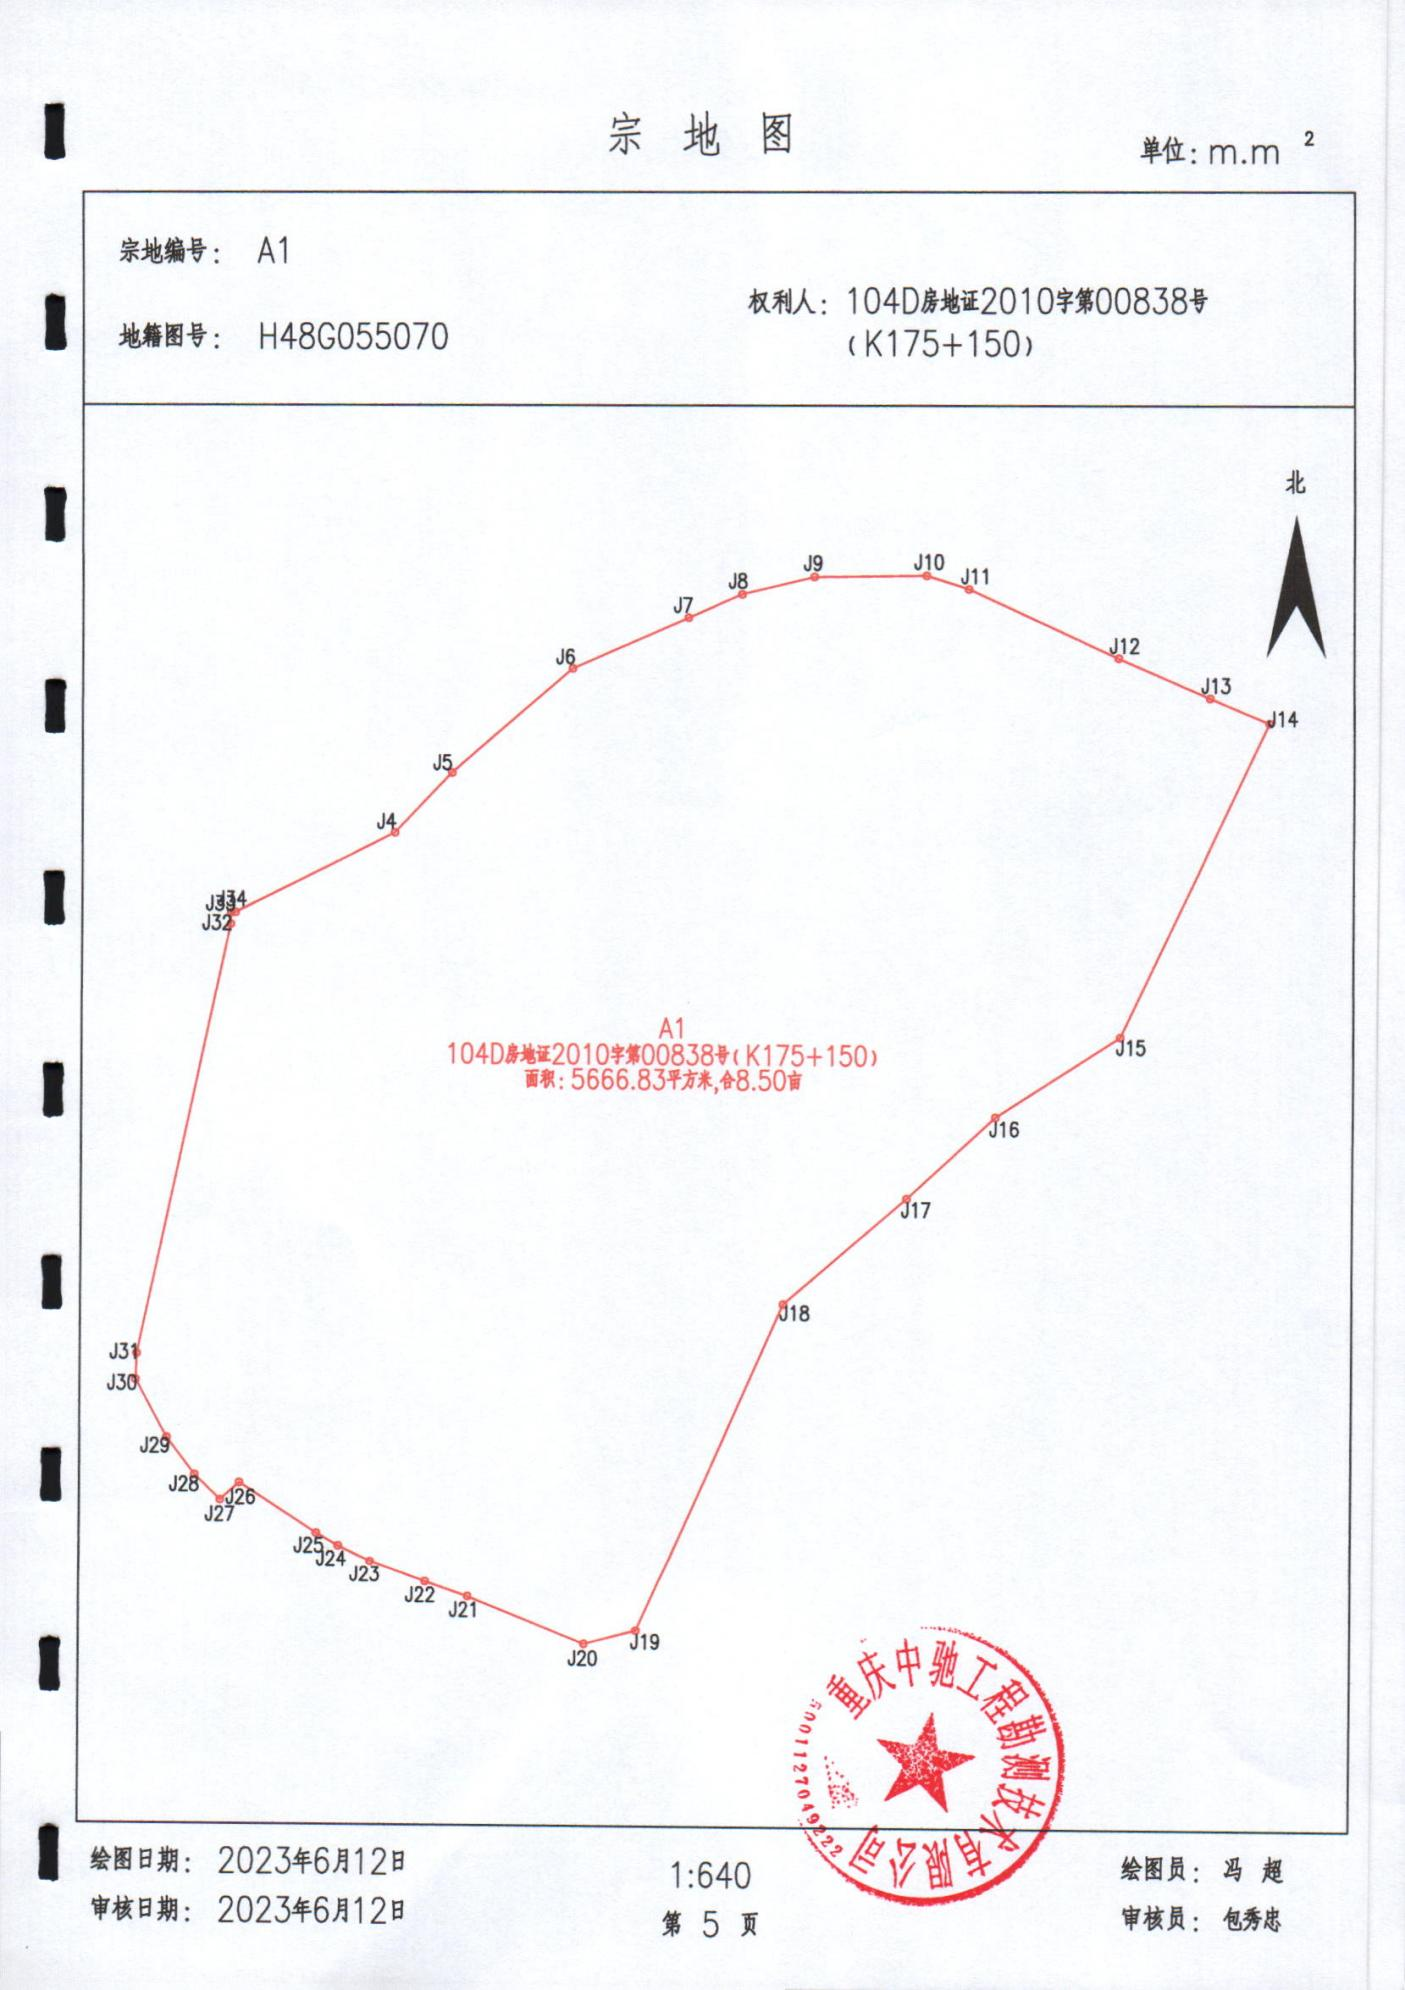 宗地图
单位：m.m²
宗地编号： A1
权利人：104D房地证2010字第00838号
（K175+150）
地籍图号： H48G055070
北
J9
J10
J11
J8
J7
J12
J6
J13
J14
J5
J4
J34
J33
J32
A1
104D房地证2010字第00838号（K175+150）
面积：5666.83平方米,合8.50亩
J15
J16
J17
J18
J31
J30
J29
J28
J26
J27
J25
J24
J23
J22
J21
J19
J20
重庆中驰工程勘测技术有限公司
5001127049222
绘图日期： 2023年6月12日
1:640
绘图员： 冯 超
审核日期： 2023年6月12日
第 5 页
审核员： 包秀忠